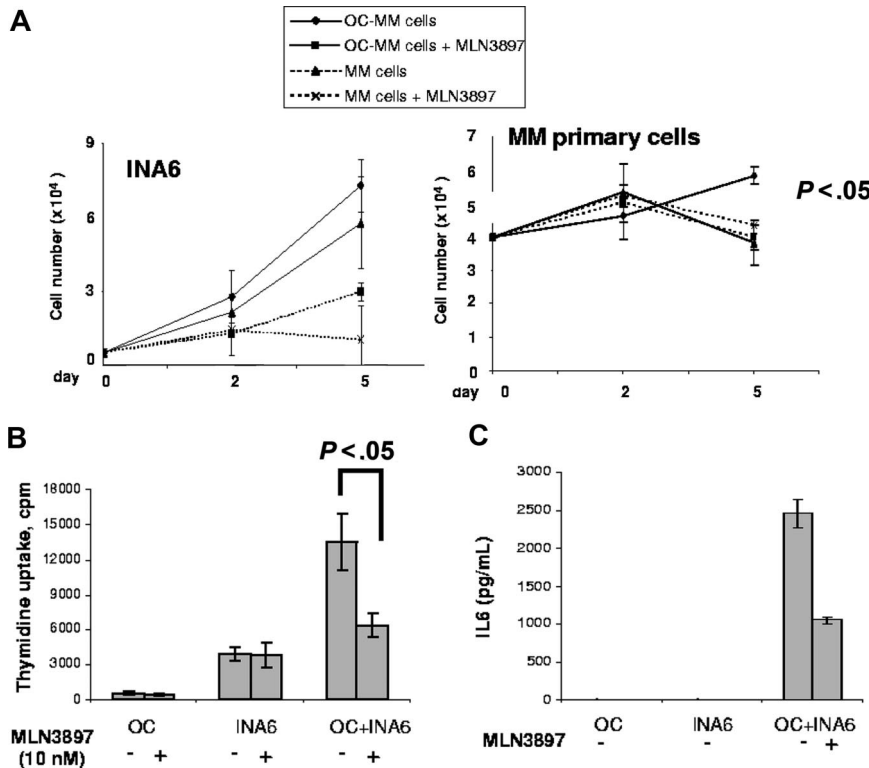 A
OC-MM cells
OC-MM cells + MLN3897
MM cells
MM cells + MLN3897
INA6
Cell number (x10⁴)
9
6
3
0
day
0
2
5
MM primary cells
P < .05
Cell number (x10⁴)
7
6
5
4
3
2
1
0
day
0
2
5
B
P < .05
Thymidine uptake, cpm
18000
15000
12000
9000
6000
3000
0
OC
INA6
OC+INA6
MLN3897
(10 nM)
- + - + - +
C
IL6 (pg/mL)
3000
2500
2000
1500
1000
500
0
OC
INA6
OC+INA6
MLN3897
- - - +